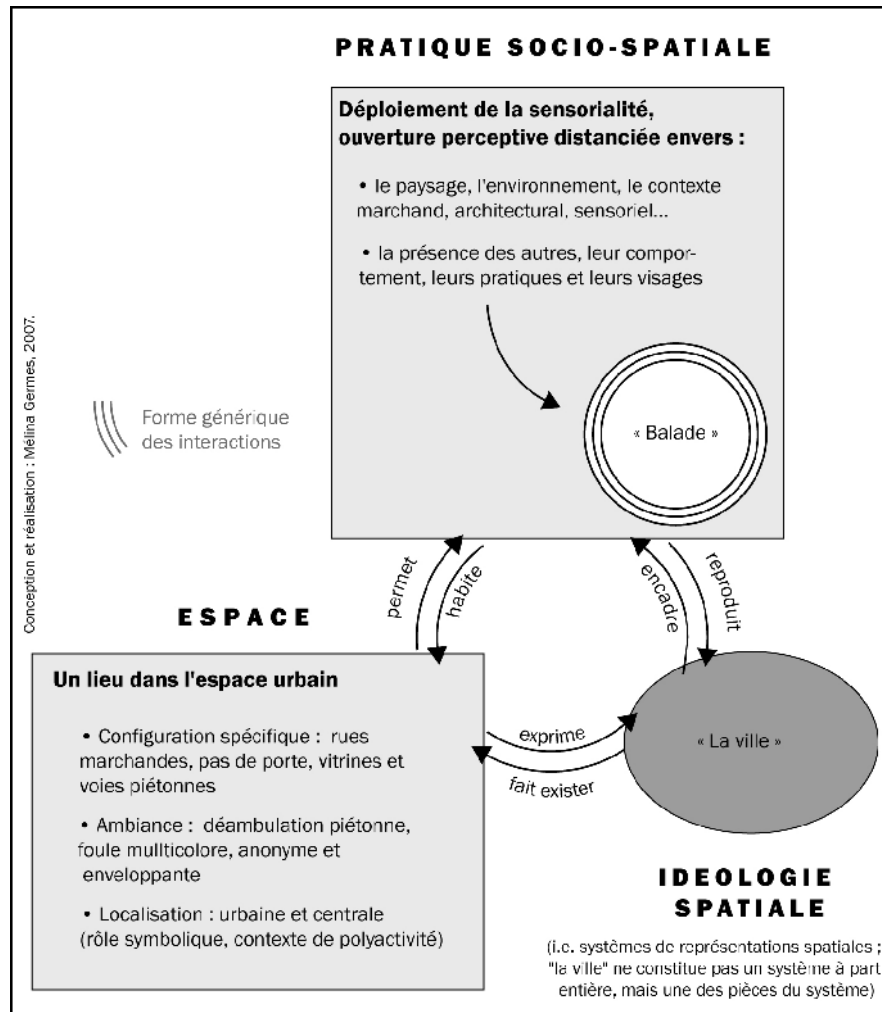 PRATIQUE SOCIO-SPATIALE
Déploiement de la sensorialité,
ouverture perceptive distanciée envers :
• le paysage, l'environnement, le contexte
marchand, architectural, sensoriel...
• la présence des autres, leur compor-
tement, leurs pratiques et leurs visages
« Balade »
Forme générique
des interactions
Conception et réalisation : Mélina Germes, 2007.
permet
habite
encadre
reproduit
ESPACE
Un lieu dans l'espace urbain
• Configuration spécifique : rues
marchandes, pas de porte, vitrines et
voies piétonnes
• Ambiance : déambulation piétonne,
foule mullticolore, anonyme et
enveloppante
• Localisation : urbaine et centrale
(rôle symbolique, contexte de polyactivité)
exprime
fait exister
« La ville »
IDEOLOGIE
SPATIALE
(i.e. systèmes de représentations spatiales ;
"la ville" ne constitue pas un système à part
entière, mais une des pièces du système)